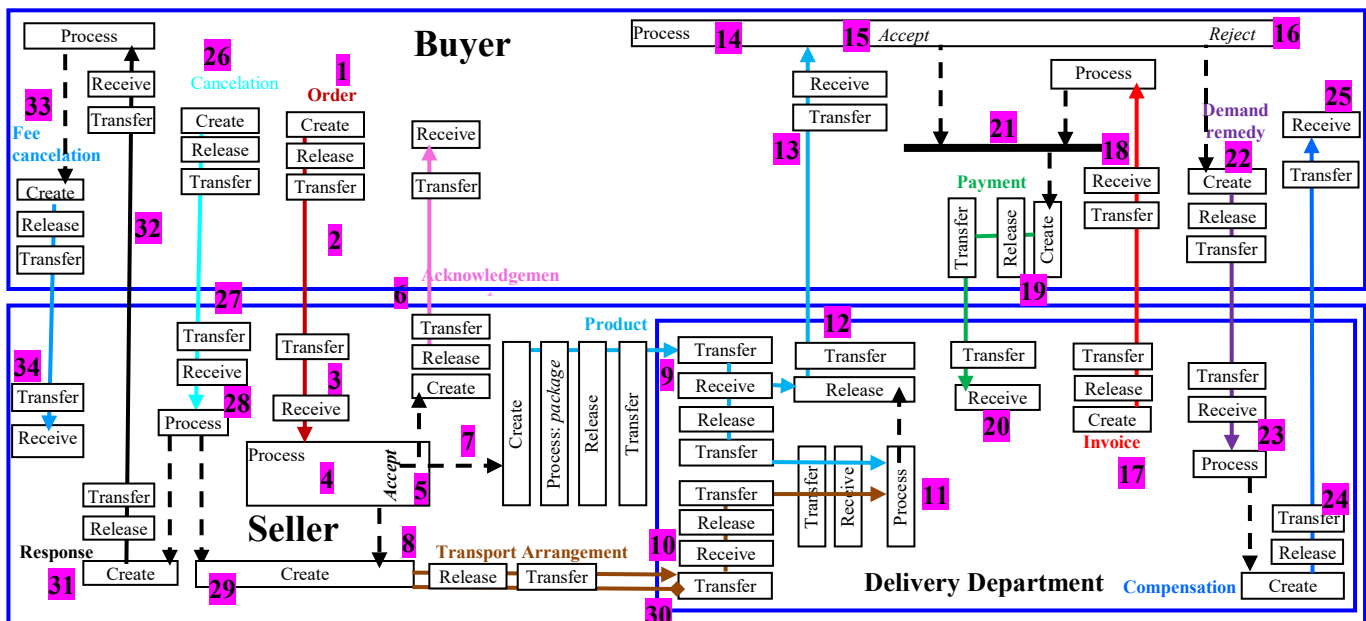 Process
33
Fee
cancelation
Create
Release
Transfer
Receive
Transfer
32
26
Cancelation
Create
Release
Transfer
27
1
Order
Create
Release
Transfer
2
Buyer
Receive
Transfer
Acknowledgemen
6
Process
14
15
Accept
Reject
16
Receive
Transfer
13
Process
21
18
Receive
Transfer
Payment
Transfer
Release
Create
19
Demand
remedy
22
Create
Release
Transfer
25
Receive
Transfer
34
Transfer
Receive
Transfer
Receive
28
Process
Transfer
3
Receive
Process
4
Accept
5
Transfer
Release
Create
7
Seller
8
Transfer
Release
Response
31
Create
29
Create
Product
Create
Process: package
Release
Transfer
Transport Arrangement
Release
Transfer
9
Transfer
Receive
Release
Transfer
12
Transfer
Release
Transfer
Release
10
Receive
Transfer
30
Transfer
Receive
Process
11
Transfer
Receive
20
Transfer
Release
Create
Invoice
17
Transfer
Receive
23
Process
24
Transfer
Release
Compensation
Create
Delivery Department